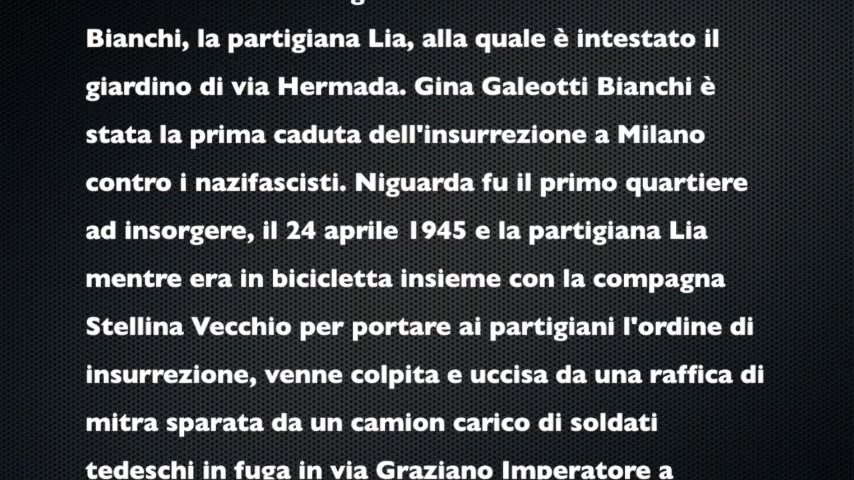 Bianchi, la partigiana Lia, alla quale è intestato il
giardino di via Hermada. Gina Galeotti Bianchi è
stata la prima caduta dell'insurrezione a Milano
contro i nazifascisti. Niguarda fu il primo quartiere
ad insorgere, il 24 aprile 1945 e la partigiana Lia
mentre era in bicicletta insieme con la compagna
Stellina Vecchio per portare ai partigiani l'ordine di
insurrezione, venne colpita e uccisa da una raffica di
mitra sparata da un camion carico di soldati
tedeschi in fuga in via Graziano Imperatore a